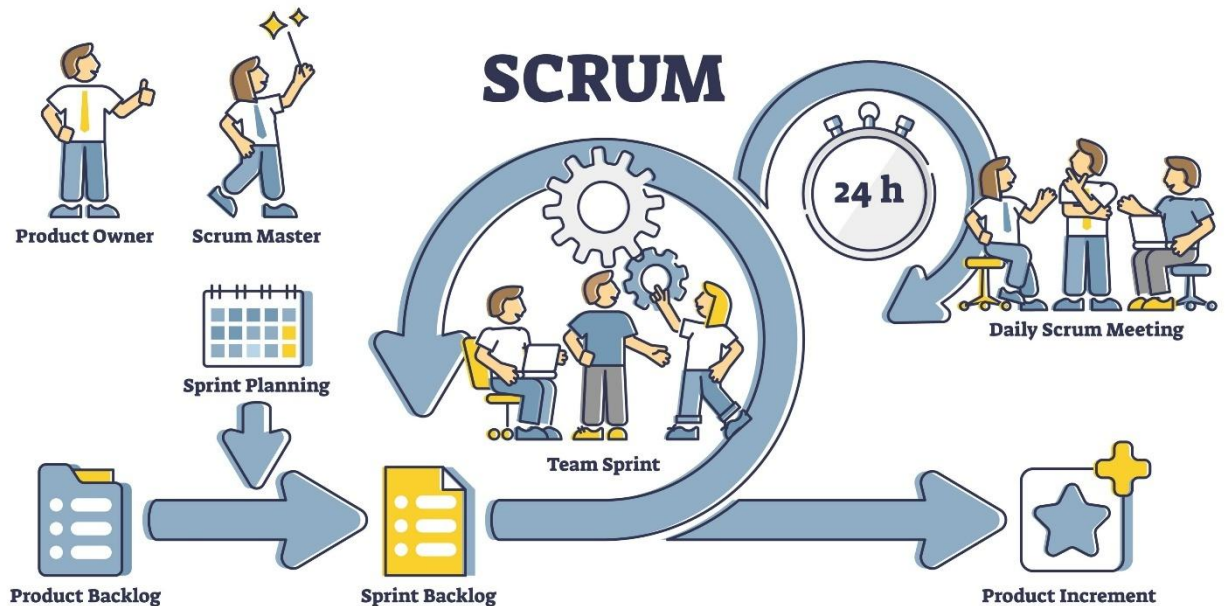 SCRUM
24 h
Product Owner
Scrum Master
Daily Scrum Meeting
Sprint Planning
Team Sprint
Product Backlog
Sprint Backlog
Product Increment